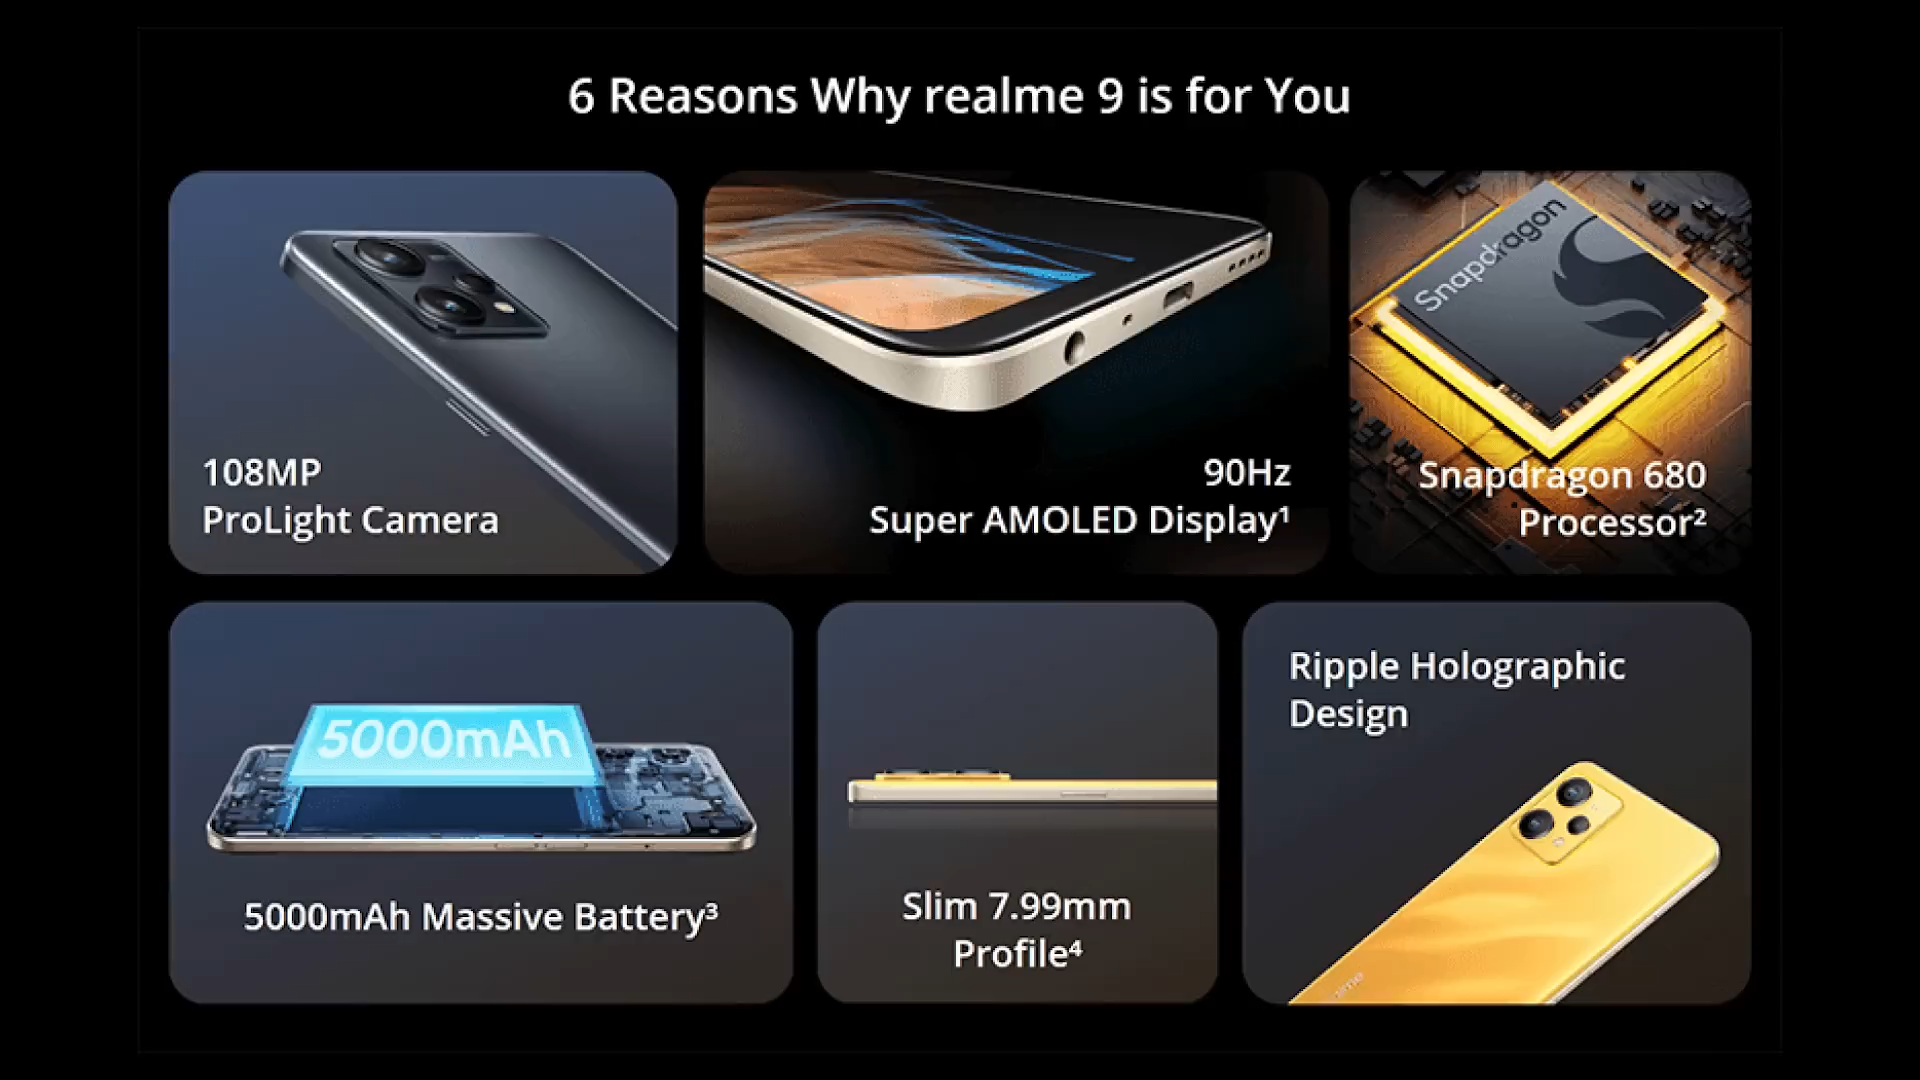 6 Reasons Why realme 9 is for You
108MP
ProLight Camera
90Hz
Super AMOLED Display¹
Snapdragon
Snapdragon 680
Processor²
5000mAh
5000mAh Massive Battery³
Slim 7.99mm
Profile⁴
Ripple Holographic
Design